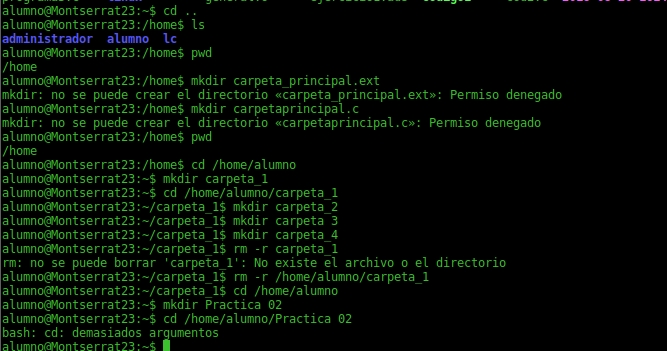 alumno@Montserrat23:~$ cd ..
alumno@Montserrat23:/home$ ls
administrador alumno lc
alumno@Montserrat23:/home$ pwd
/home
alumno@Montserrat23:/home$ mkdir carpeta_principal.ext
mkdir: no se puede crear el directorio «carpeta_principal.ext»: Permiso denegado
alumno@Montserrat23:/home$ mkdir carpetaprincipal.c
mkdir: no se puede crear el directorio «carpetaprincipal.c»: Permiso denegado
alumno@Montserrat23:/home$ pwd
/home
alumno@Montserrat23:/home$ cd /home/alumno
alumno@Montserrat23:~$ mkdir carpeta_1
alumno@Montserrat23:~$ cd /home/alumno/carpeta_1
alumno@Montserrat23:~/carpeta_1$ mkdir carpeta_2
alumno@Montserrat23:~/carpeta_1$ mkdir carpeta_3
alumno@Montserrat23:~/carpeta_1$ mkdir carpeta_4
alumno@Montserrat23:~/carpeta_1$ rm -r carpeta_1
rm: no se puede borrar 'carpeta_1': No existe el archivo o el directorio
alumno@Montserrat23:~/carpeta_1$ rm -r /home/alumno/carpeta_1
alumno@Montserrat23:~/carpeta_1$ cd /home/alumno
alumno@Montserrat23:~$ mkdir Practica 02
alumno@Montserrat23:~$ cd /home/alumno/Practica 02
bash: cd: demasiados argumentos
alumno@Montserrat23:~$